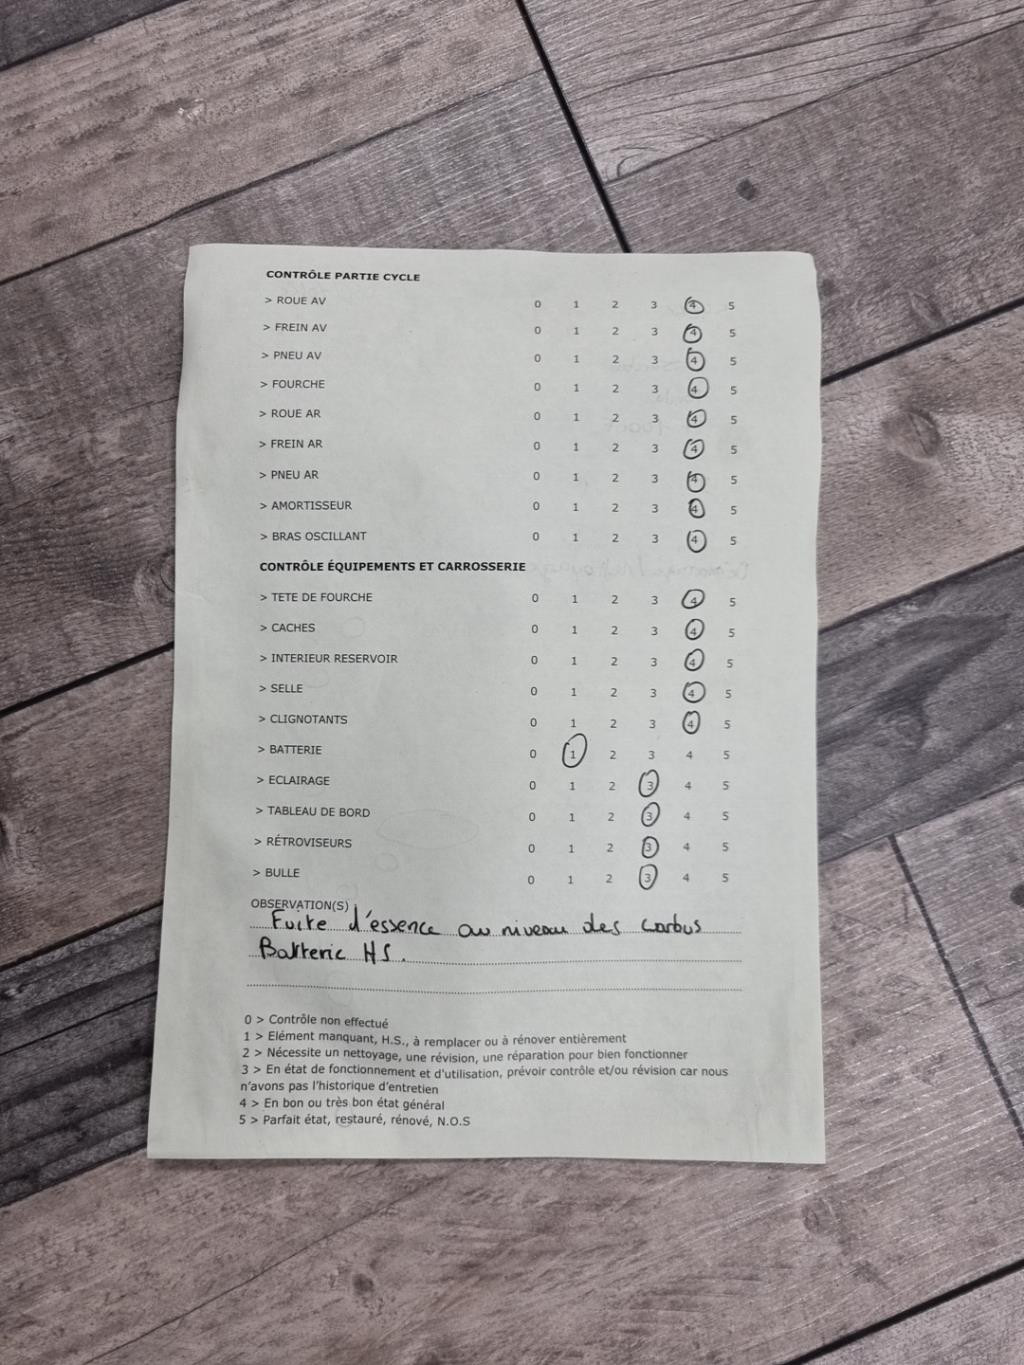 CONTRÔLE PARTIE CYCLE
> ROUE AV 0 1 2 3 4 5
> FREIN AV 0 1 2 3 4 5
> PNEU AV 0 1 2 3 4 5
> FOURCHE 0 1 2 3 4 5
> ROUE AR 0 1 2 3 4 5
> FREIN AR 0 1 2 3 4 5
> PNEU AR 0 1 2 3 4 5
> AMORTISSEUR 0 1 2 3 4 5
> BRAS OSCILLANT 0 1 2 3 4 5
CONTRÔLE ÉQUIPEMENTS ET CARROSSERIE
> TETE DE FOURCHE 0 1 2 3 4 5
> CACHES 0 1 2 3 4 5
> INTERIEUR RESERVOIR 0 1 2 3 4 5
> SELLE 0 1 2 3 4 5
> CLIGNOTANTS 0 1 2 3 4 5
> BATTERIE 0 1 2 3 4 5
> ECLAIRAGE 0 1 2 3 4 5
> TABLEAU DE BORD 0 1 2 3 4 5
> RÉTROVISEURS 0 1 2 3 4 5
> BULLE 0 1 2 3 4 5
OBSERVATION(S)
Fuite d'essence au niveau des carbus
Batterie HS.
0 > Contrôle non effectué
1 > Elément manquant, H.S., à remplacer ou à rénover entièrement
2 > Nécessite un nettoyage, une révision, une réparation pour bien fonctionner
3 > En état de fonctionnement et d'utilisation, prévoir contrôle et/ou révision car nous
n'avons pas l'historique d'entretien
4 > En bon ou très bon état général
5 > Parfait état, restauré, rénové, N.O.S